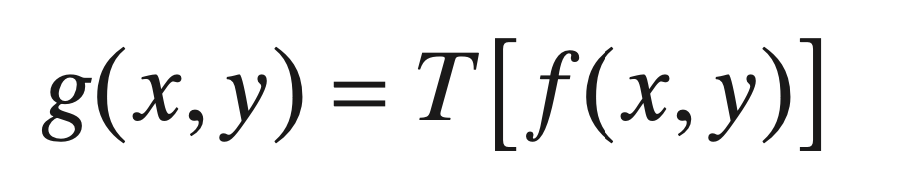 g(x, y) = T[f(x, y)]